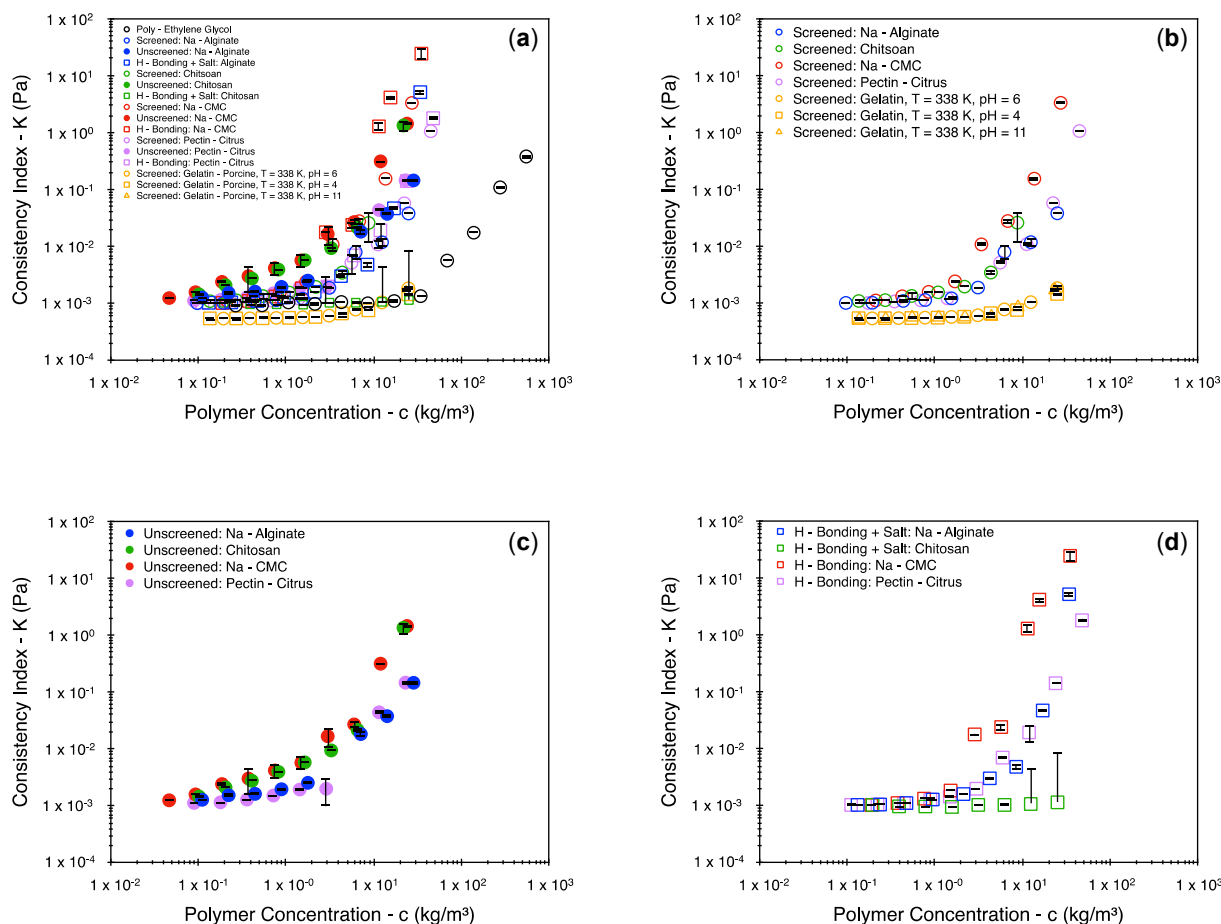 (a)
Poly - Ethylene Glycol
Screened: Na - Alginate
Unscreened: Na - Alginate
H - Bonding + Salt: Alginate
Screened: Chitsoan
Unscreened: Chitosan
H - Bonding + Salt: Chitosan
Screened: Na - CMC
Unscreened: Na - CMC
H - Bonding: Na - CMC
Screened: Pectin - Citrus
Unscreened: Pectin - Citrus
H - Bonding: Pectin - Citrus
Screened: Gelatin - Porcine, T = 338 K, pH = 6
Screened: Gelatin - Porcine, T = 338 K, pH = 4
Screened: Gelatin - Porcine, T = 338 K, pH = 11
Consistency Index - K (Pa)
1 x 10²
1 x 10¹
1 x 10⁰
1 x 10⁻¹
1 x 10⁻²
1 x 10⁻³
1 x 10⁻⁴
1 x 10⁻² 1 x 10⁻¹ 1 x 10⁰ 1 x 10¹ 1 x 10² 1 x 10³
Polymer Concentration - c (kg/m³)
(b)
Screened: Na - Alginate
Screened: Chitsoan
Screened: Na - CMC
Screened: Pectin - Citrus
Screened: Gelatin, T = 338 K, pH = 6
Screened: Gelatin, T = 338 K, pH = 4
Screened: Gelatin, T = 338 K, pH = 11
Consistency Index - K (Pa)
1 x 10²
1 x 10¹
1 x 10⁰
1 x 10⁻¹
1 x 10⁻²
1 x 10⁻³
1 x 10⁻⁴
1 x 10⁻² 1 x 10⁻¹ 1 x 10⁰ 1 x 10¹ 1 x 10² 1 x 10³
Polymer Concentration - c (kg/m³)
(c)
Unscreened: Na - Alginate
Unscreened: Chitosan
Unscreened: Na - CMC
Unscreened: Pectin - Citrus
Consistency Index - K (Pa)
1 x 10²
1 x 10¹
1 x 10⁰
1 x 10⁻¹
1 x 10⁻²
1 x 10⁻³
1 x 10⁻⁴
1 x 10⁻² 1 x 10⁻¹ 1 x 10⁰ 1 x 10¹ 1 x 10² 1 x 10³
Polymer Concentration - c (kg/m³)
(d)
H - Bonding + Salt: Na - Alginate
H - Bonding + Salt: Chitosan
H - Bonding: Na - CMC
H - Bonding: Pectin - Citrus
Consistency Index - K (Pa)
1 x 10²
1 x 10¹
1 x 10⁰
1 x 10⁻¹
1 x 10⁻²
1 x 10⁻³
1 x 10⁻⁴
1 x 10⁻² 1 x 10⁻¹ 1 x 10⁰ 1 x 10¹ 1 x 10² 1 x 10³
Polymer Concentration - c (kg/m³)